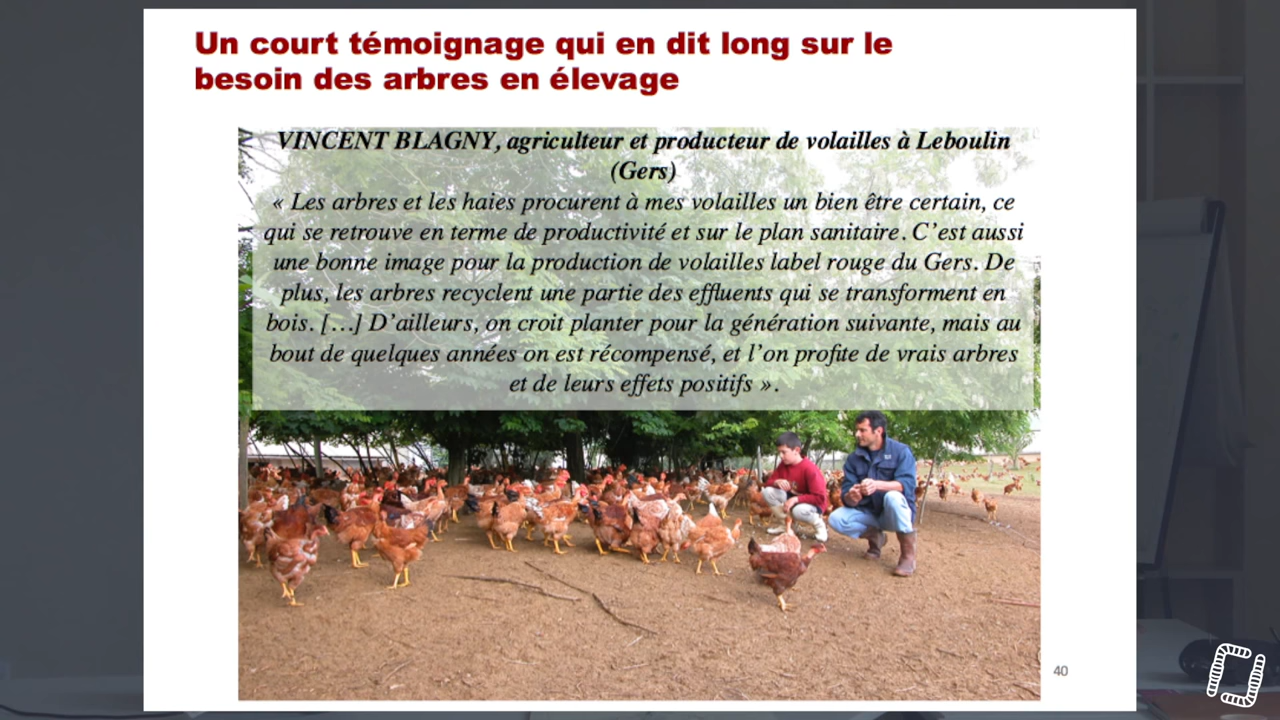 Un court témoignage qui en dit long sur le
besoin des arbres en élevage
VINCENT BLAGNY, agriculteur et producteur de volailles à Leboulin
(Gers)
« Les arbres et les haies procurent à mes volailles un bien être certain, ce
qui se retrouve en terme de productivité et sur le plan sanitaire. C’est aussi
une bonne image pour la production de volailles label rouge du Gers. De
plus, les arbres recyclent une partie des effluents qui se transforment en
bois. […] D’ailleurs, on croit planter pour la génération suivante, mais au
bout de quelques années on est récompensé, et l’on profite de vrais arbres
et de leurs effets positifs ».
40